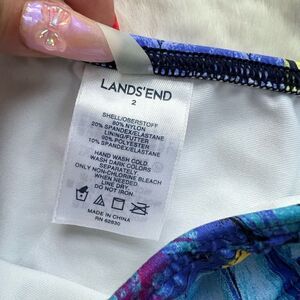 LANDS'END
2
SHELL/OBERSTOFF
80% NYLON
20% SPANDEX/ELASTANE
LINING/FUTTER
90% POLYESTER
10% SPANDEX/ELASTANE
HAND WASH COLD
WASH DARK COLORS
SEPARATELY
ONLY NON-CHLORINE BLEACH
WHEN NEEDED
LINE DRY
DO NOT IRON.
MADE IN CHINA
RN 62930